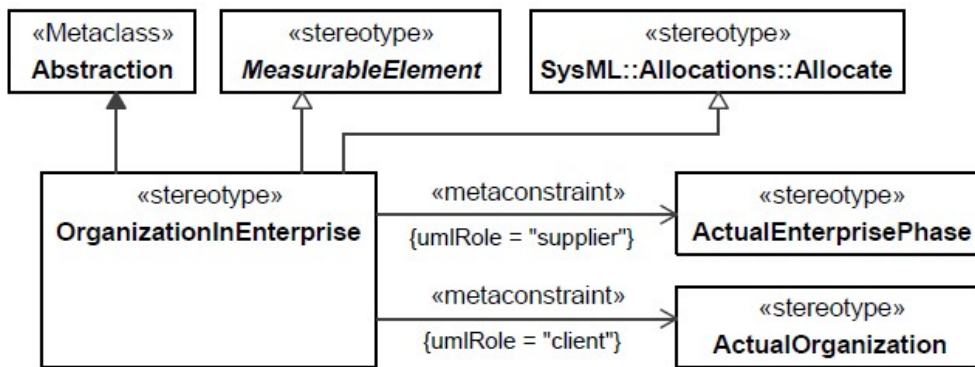 «Metaclass»
Abstraction
«stereotype»
MeasurableElement
«stereotype»
SysML::Allocations::Allocate
«stereotype»
OrganizationInEnterprise
«metaconstraint»
{umlRole = "supplier"}
«stereotype»
ActualEnterprisePhase
«metaconstraint»
{umlRole = "client"}
«stereotype»
ActualOrganization